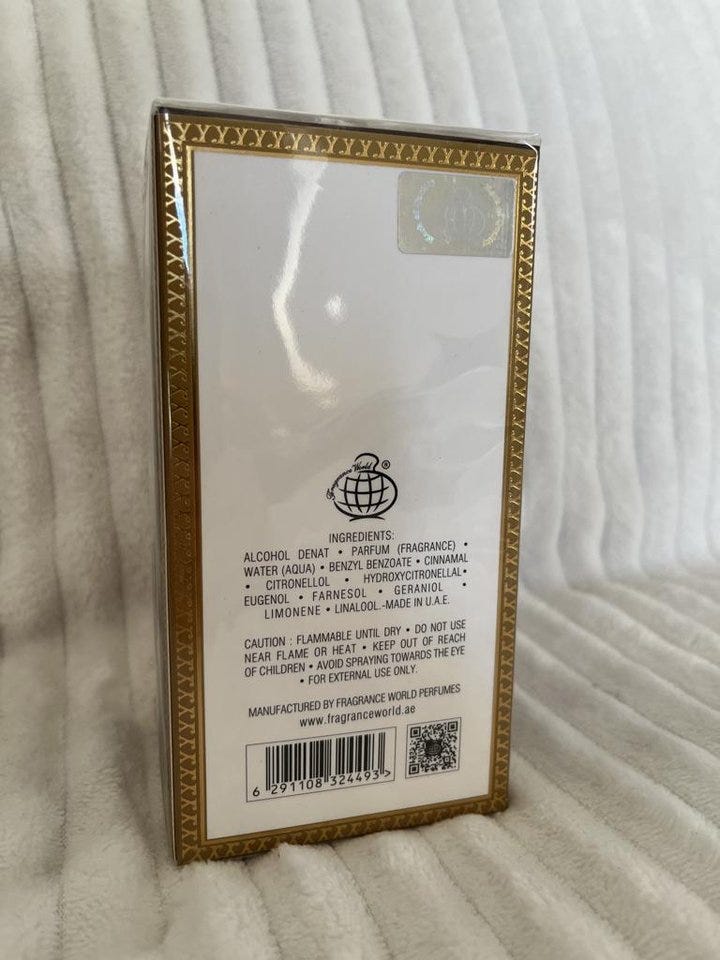 Fragrance World ®
INGREDIENTS:
ALCOHOL DENAT • PARFUM (FRAGRANCE) •
WATER (AQUA) • BENZYL BENZOATE • CINNAMAL
• CITRONELLOL • HYDROXYCITRONELLAL•
EUGENOL • FARNESOL • GERANIOL •
LIMONENE • LINALOOL.-MADE IN U.A.E.
CAUTION : FLAMMABLE UNTIL DRY • DO NOT USE
NEAR FLAME OR HEAT • KEEP OUT OF REACH
OF CHILDREN • AVOID SPRAYING TOWARDS THE EYE
• FOR EXTERNAL USE ONLY.
MANUFACTURED BY FRAGRANCE WORLD PERFUMES
www.fragranceworld.ae
6 291108 324493 >